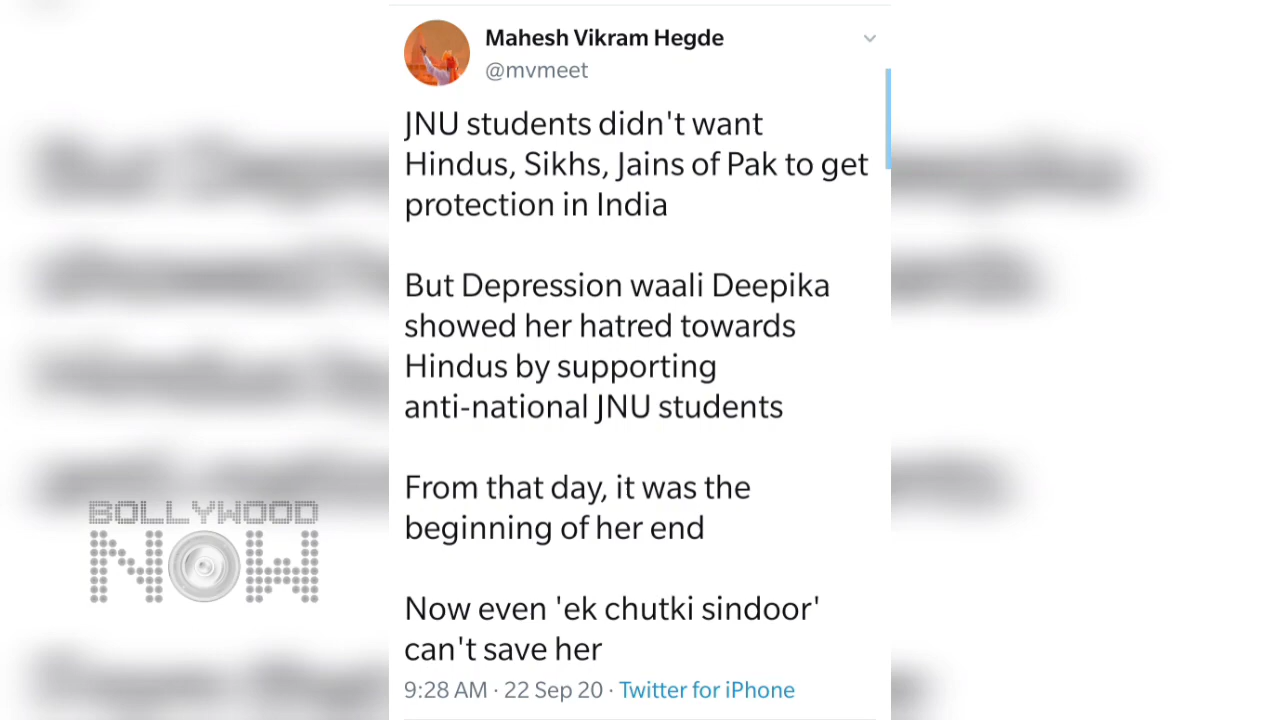 Mahesh Vikram Hegde
@mvmeet
JNU students didn't want
Hindus, Sikhs, Jains of Pak to get
protection in India
But Depression waali Deepika
showed her hatred towards
Hindus by supporting
anti-national JNU students
From that day, it was the
beginning of her end
Now even 'ek chutki sindoor'
can't save her
9:28 AM · 22 Sep 20 · Twitter for iPhone
BOLLYWOOD
NOW